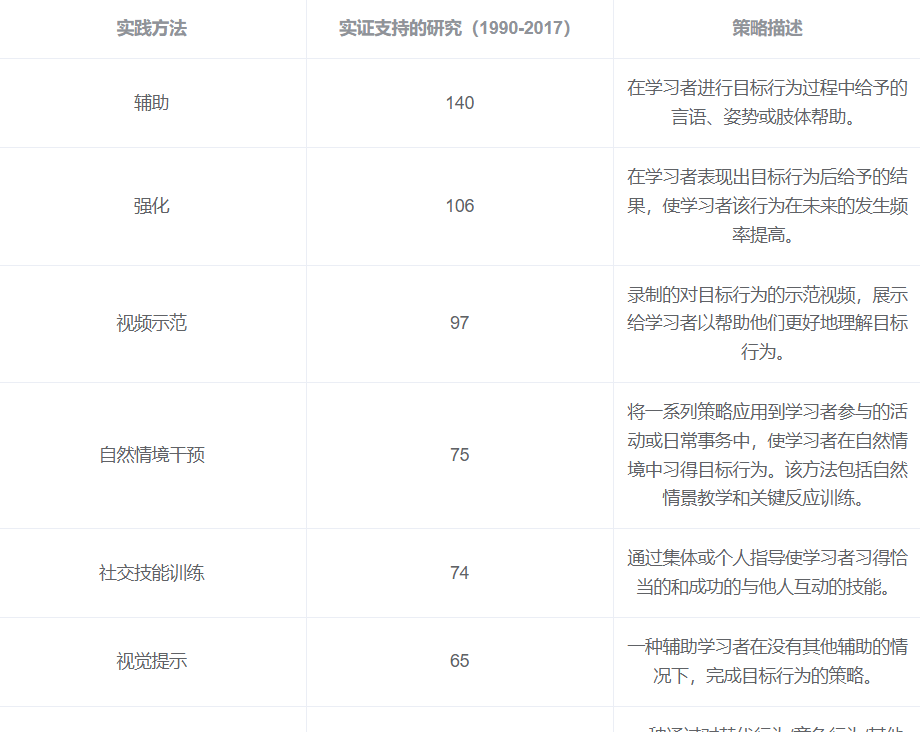 实践方法
实证支持的研究（1990-2017）
策略描述
辅助
140
在学习者进行目标行为过程中给予的
言语、姿势或肢体帮助。
强化
106
在学习者表现出目标行为后给予的结
果，使学习者该行为在未来的发生频
率提高。
视频示范
97
录制的对目标行为的示范视频，展示
给学习者以帮助他们更好地理解目标
行为。
自然情境干预
75
将一系列策略应用到学习者参与的活
动或日常事务中，使学习者在自然情
境中习得目标行为。该方法包括自然
情景教学和关键反应训练。
社交技能训练
74
通过集体或个人指导使学习者习得恰
当的和成功的与他人互动的技能。
视觉提示
65
一种辅助学习者在没有其他辅助的情
况下，完成目标行为的策略。